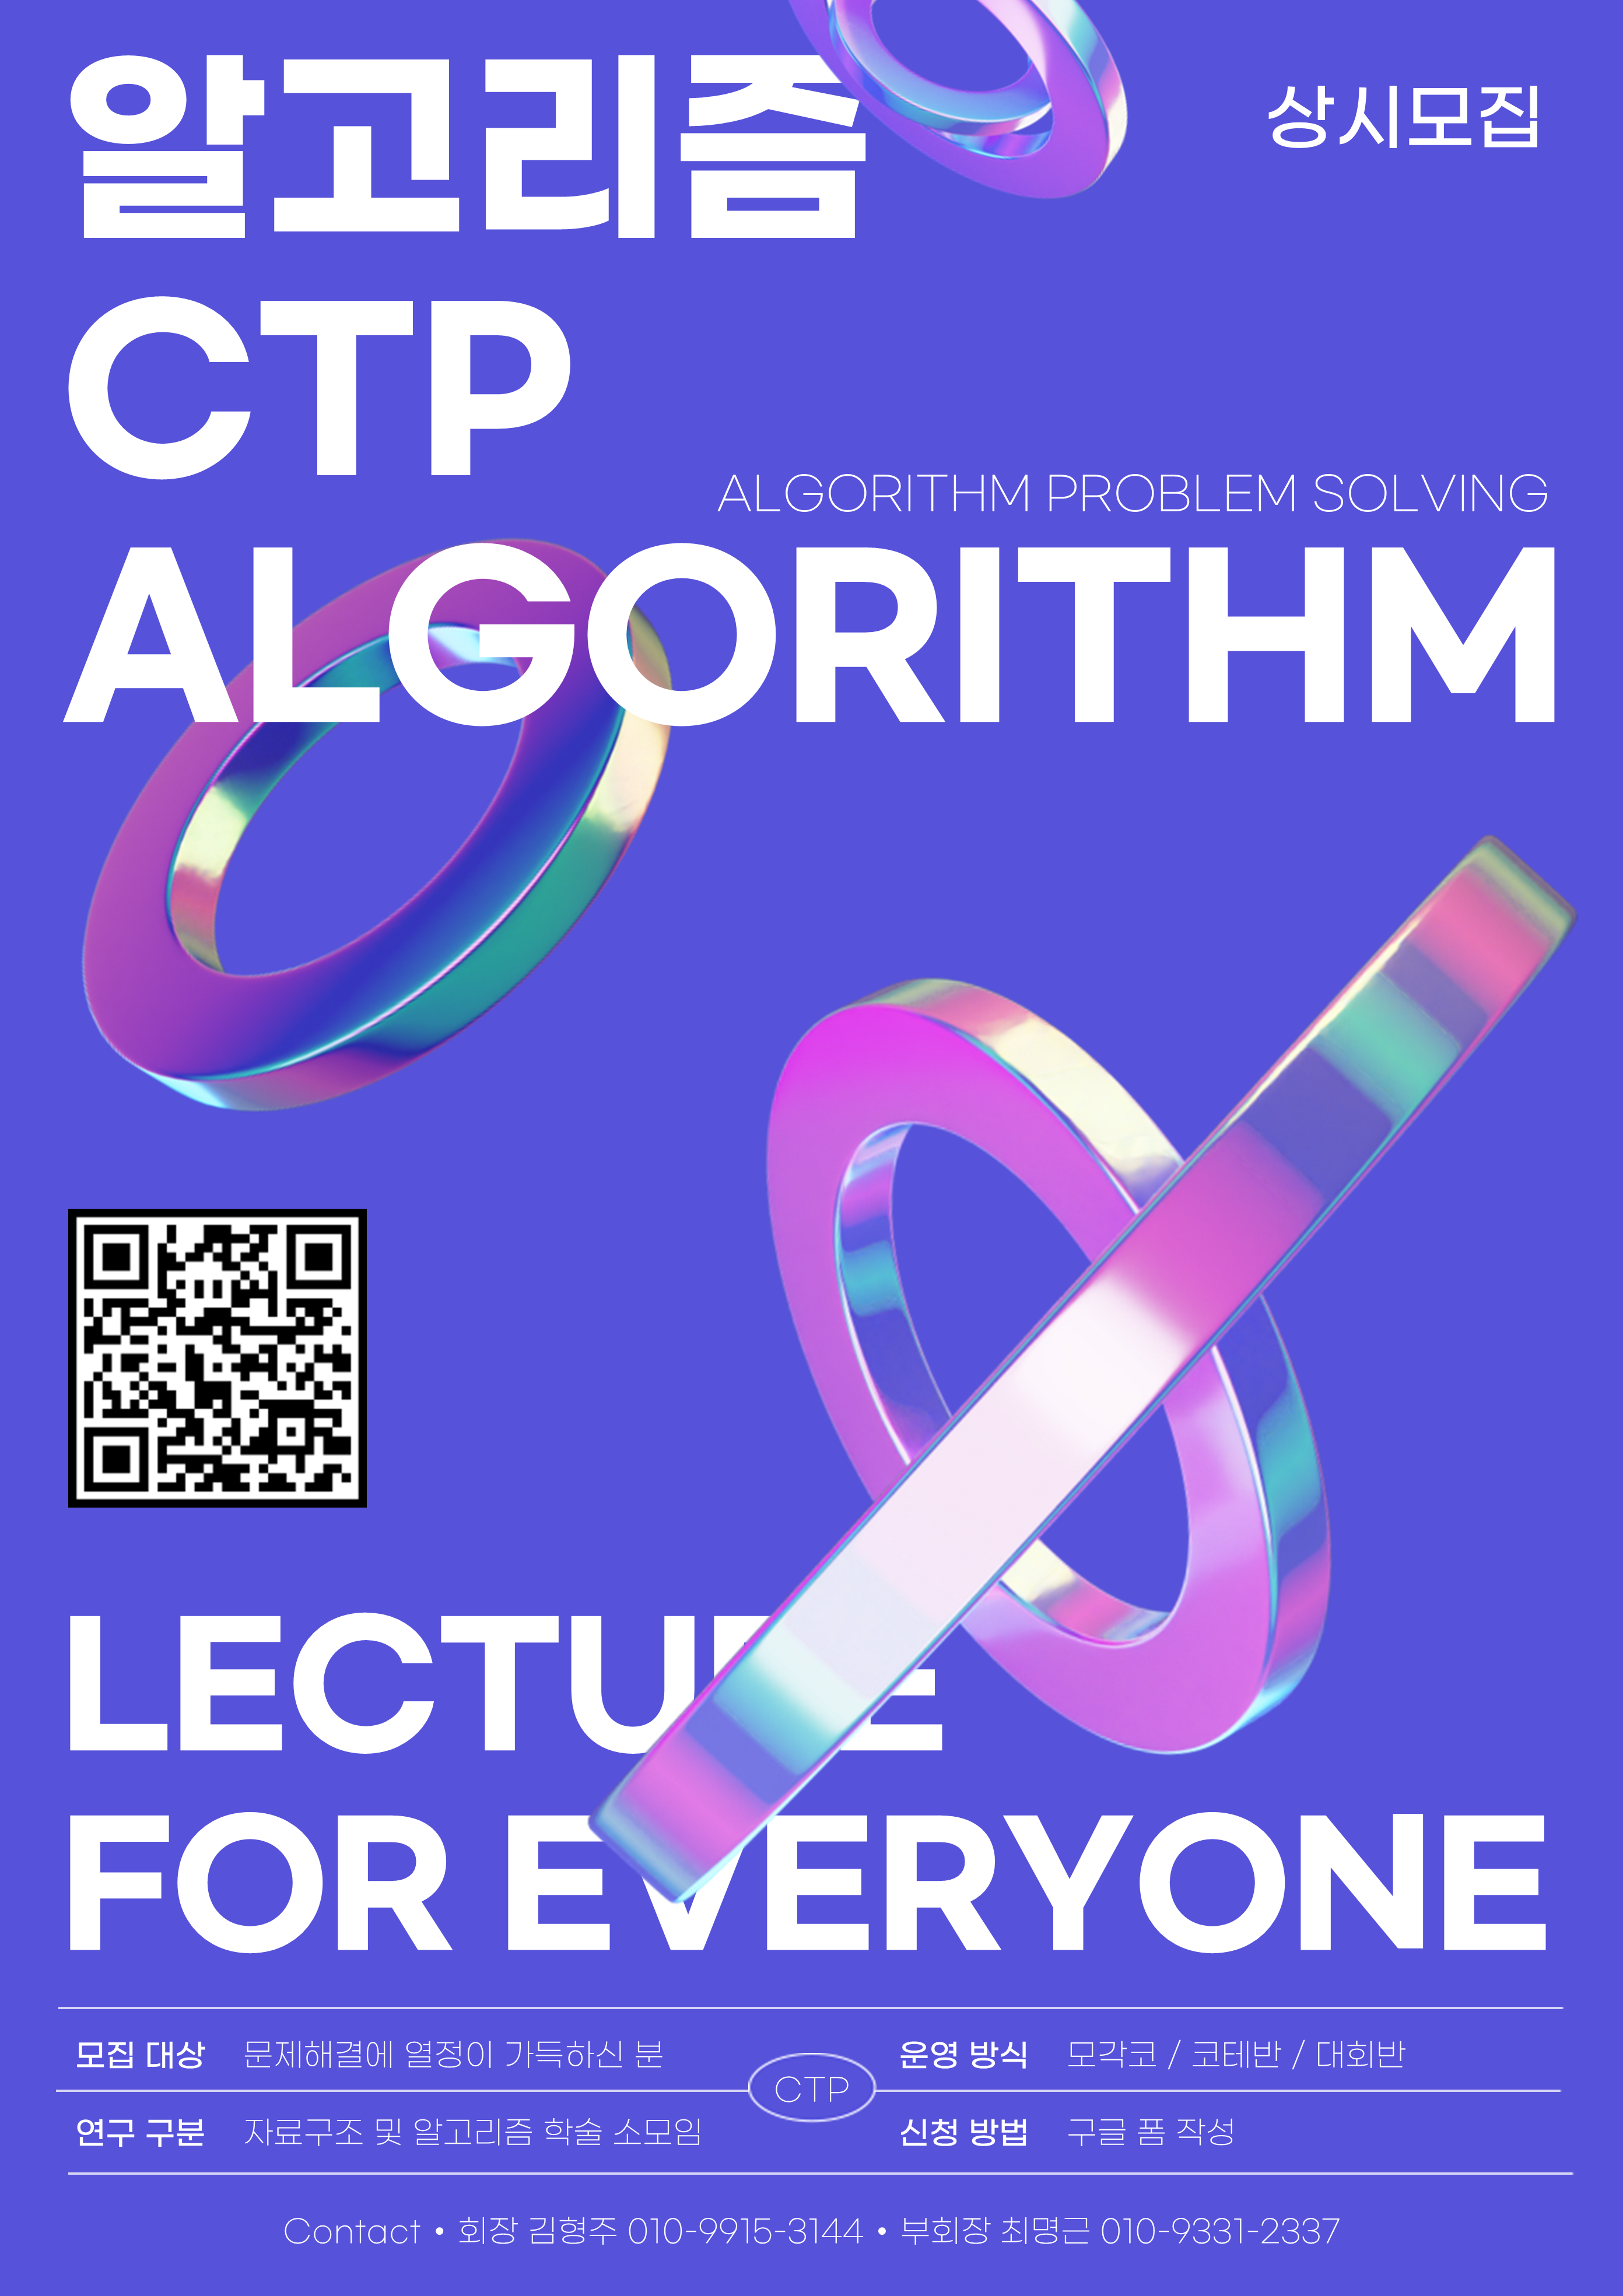 알고리즘
상시모집
CTP
ALGORITHM PROBLEM SOLVING
ALGORITHM
LECTURE
FOR EVERYONE
모집 대상 문제해결에 열정이 가득하신 분
운영 방식 모각코 / 코테반 / 대회반
CTP
연구 구분 자료구조 및 알고리즘 학술 소모임
신청 방법 구글 폼 작성
Contact • 회장 김형주 010-9915-3144 • 부회장 최명근 010-9331-2337